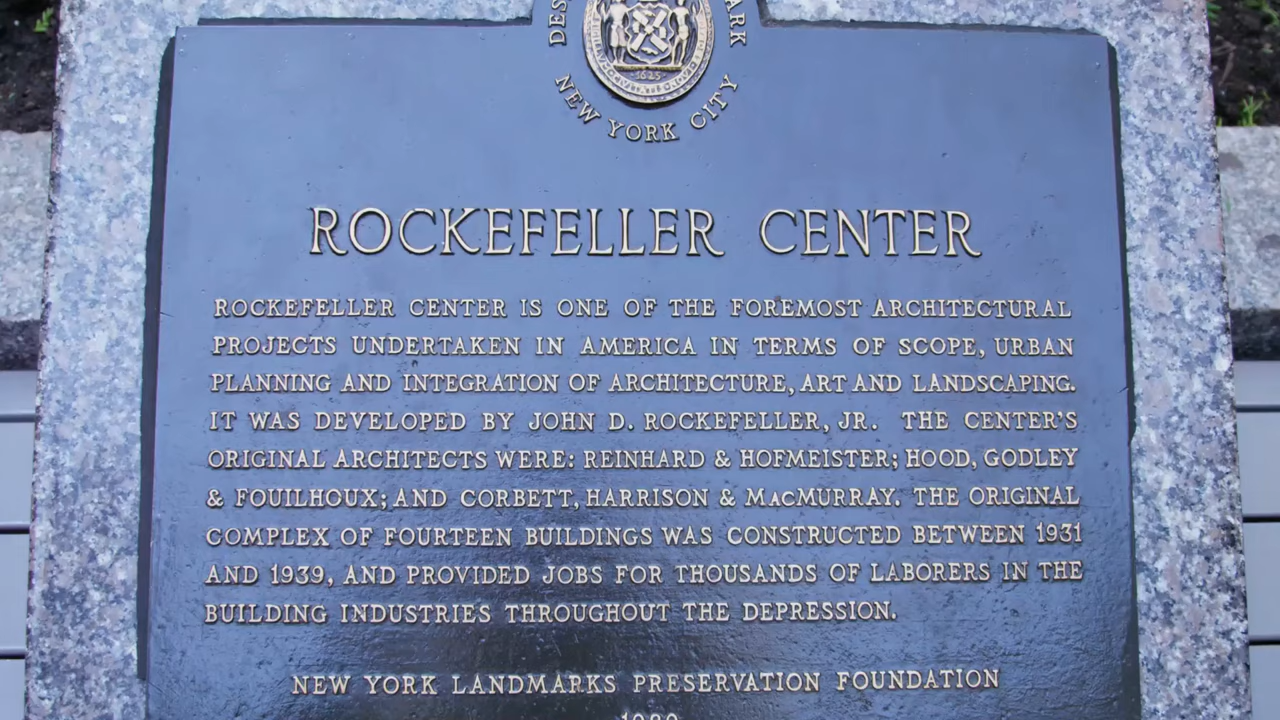 NEW YORK CITY
1625
ROCKEFELLER CENTER
ROCKEFELLER CENTER IS ONE OF THE FOREMOST ARCHITECTURAL
PROJECTS UNDERTAKEN IN AMERICA IN TERMS OF SCOPE, URBAN
PLANNING AND INTEGRATION OF ARCHITECTURE, ART AND LANDSCAPING.
IT WAS DEVELOPED BY JOHN D. ROCKEFELLER, JR. THE CENTER'S
ORIGINAL ARCHITECTS WERE: REINHARD & HOFMEISTER; HOOD, GODLEY
& FOUILHOUX; AND CORBETT, HARRISON & MACMURRAY. THE ORIGINAL
COMPLEX OF FOURTEEN BUILDINGS WAS CONSTRUCTED BETWEEN 1931
AND 1939, AND PROVIDED JOBS FOR THOUSANDS OF LABORERS IN THE
BUILDING INDUSTRIES THROUGHOUT THE DEPRESSION.
NEW YORK LANDMARKS PRESERVATION FOUNDATION